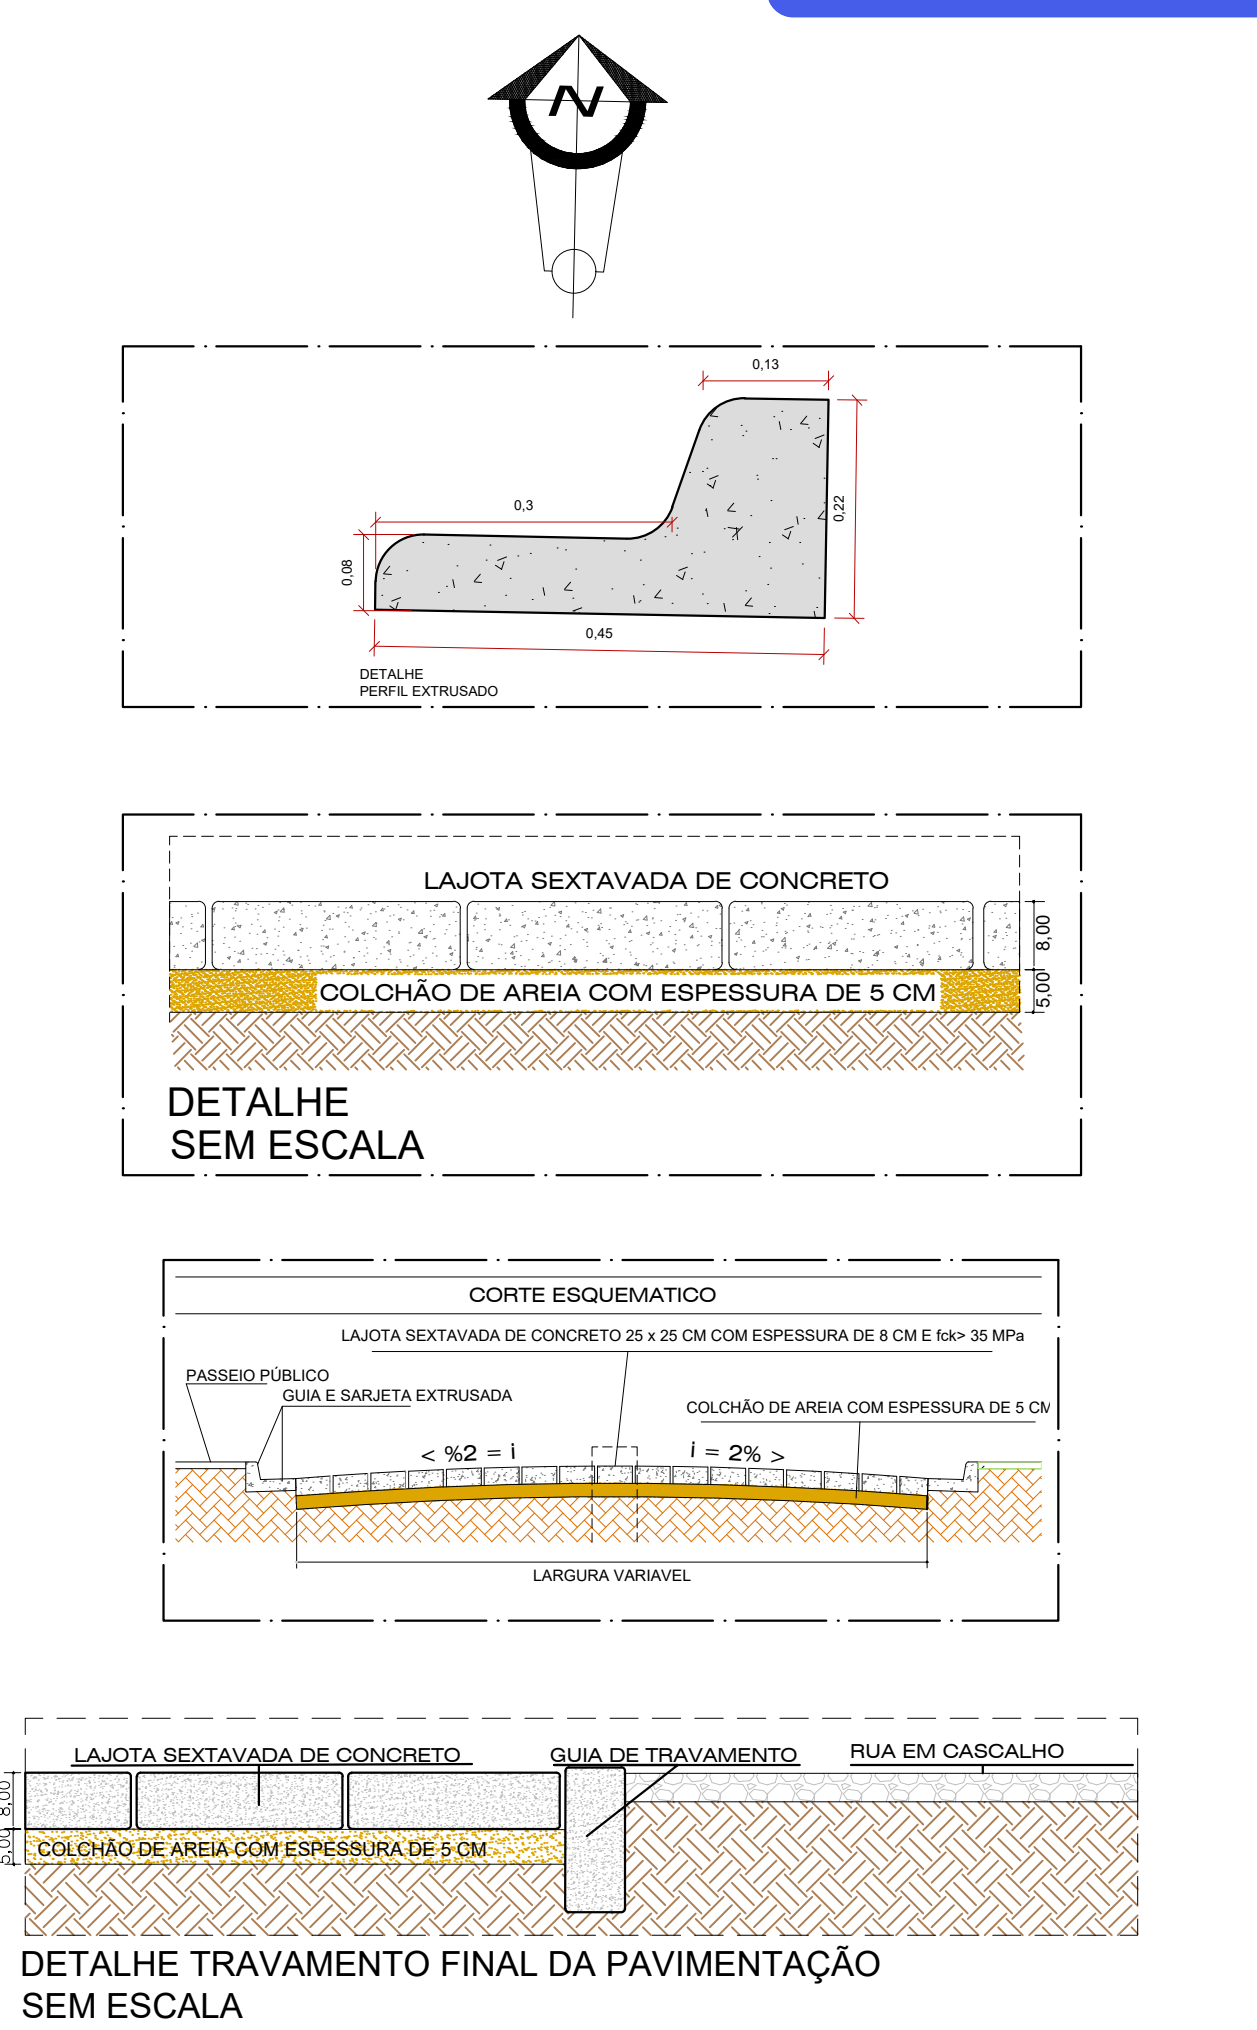 N
0,13
0,3
0,22
0,08
0,45
DETALHE
PERFIL EXTRUSADO
LAJOTA SEXTAVADA DE CONCRETO
8,00
COLCHÃO DE AREIA COM ESPESSURA DE 5 CM
5,00
DETALHE
SEM ESCALA
CORTE ESQUEMATICO
LAJOTA SEXTAVADA DE CONCRETO 25 x 25 CM COM ESPESSURA DE 8 CM E fck> 35 MPa
PASSEIO PÚBLICO
GUIA E SARJETA EXTRUSADA
COLCHÃO DE AREIA COM ESPESSURA DE 5 CM
< %2 = i
i = 2% >
LARGURA VARIAVEL
LAJOTA SEXTAVADA DE CONCRETO
GUIA DE TRAVAMENTO
RUA EM CASCALHO
8,00
5,00
COLCHÃO DE AREIA COM ESPESSURA DE 5 CM
DETALHE TRAVAMENTO FINAL DA PAVIMENTAÇÃO
SEM ESCALA